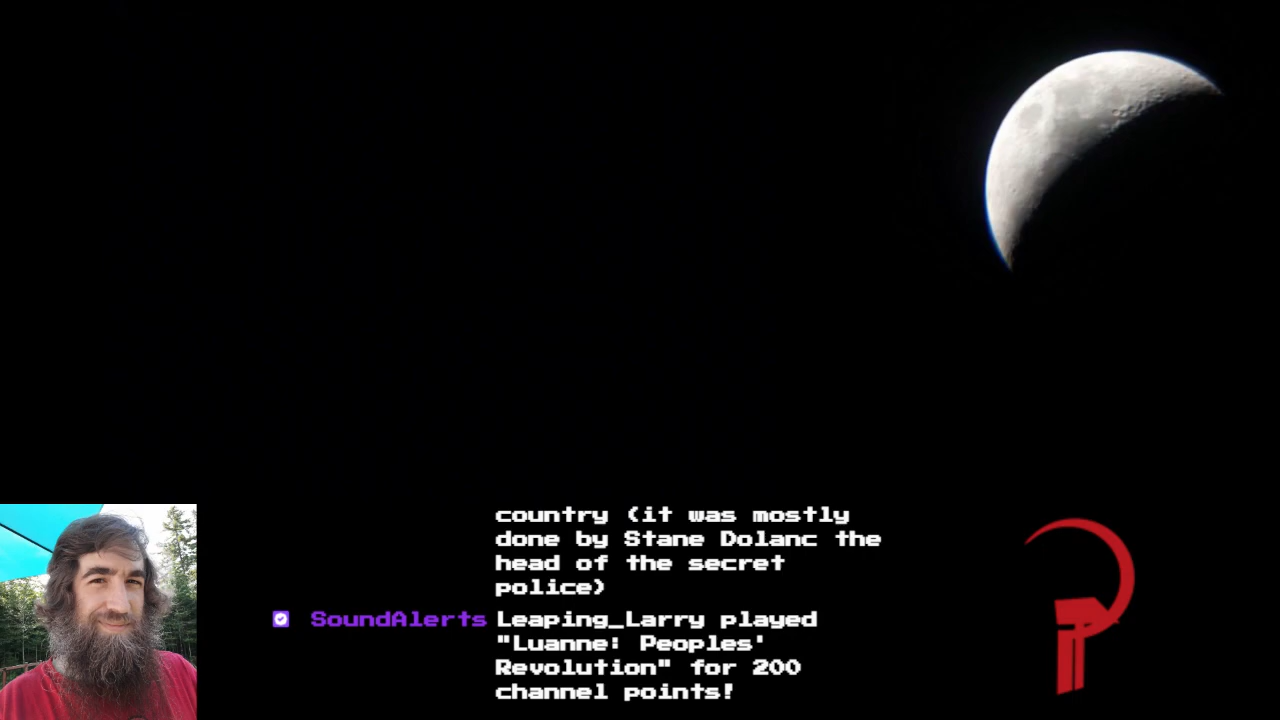 country (it was mostly
done by Stane Dolanc the
head of the secret
police)
SoundAlerts Leaping_Larry played
"Luanne: Peoples'
Revolution" for 200
channel points!